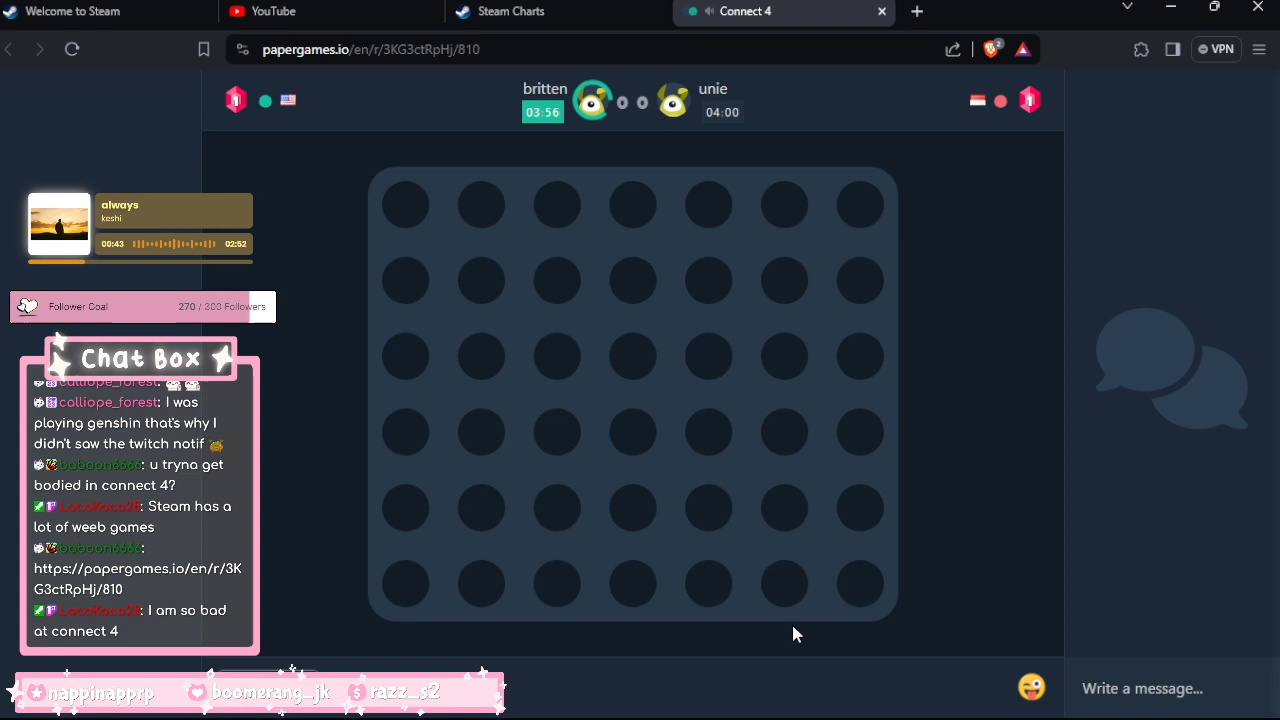 Welcome to Steam
YouTube
Steam Charts
Connect 4
papergames.io/en/r/3KG3ctRpHj/810
2
VPN
britten
0 0
unie
03:56
04:00
always
keshi
00:43
02:52
Follower Goal
270 / 300 Followers
Chat Box
calliope_forest:
calliope_forest: I was
playing genshin that's why I
didn't saw the twitch notif
baboon6666: u tryna get
bodied in connect 4?
LocoKoco28: Steam has a
lot of weeb games
baboon6666:
https://papergames.io/en/r/3K
G3ctRpHj/810
LocoKoco28: I am so bad
at connect 4
nappinapprp
boomerang_jk
razz_s2
Write a message...